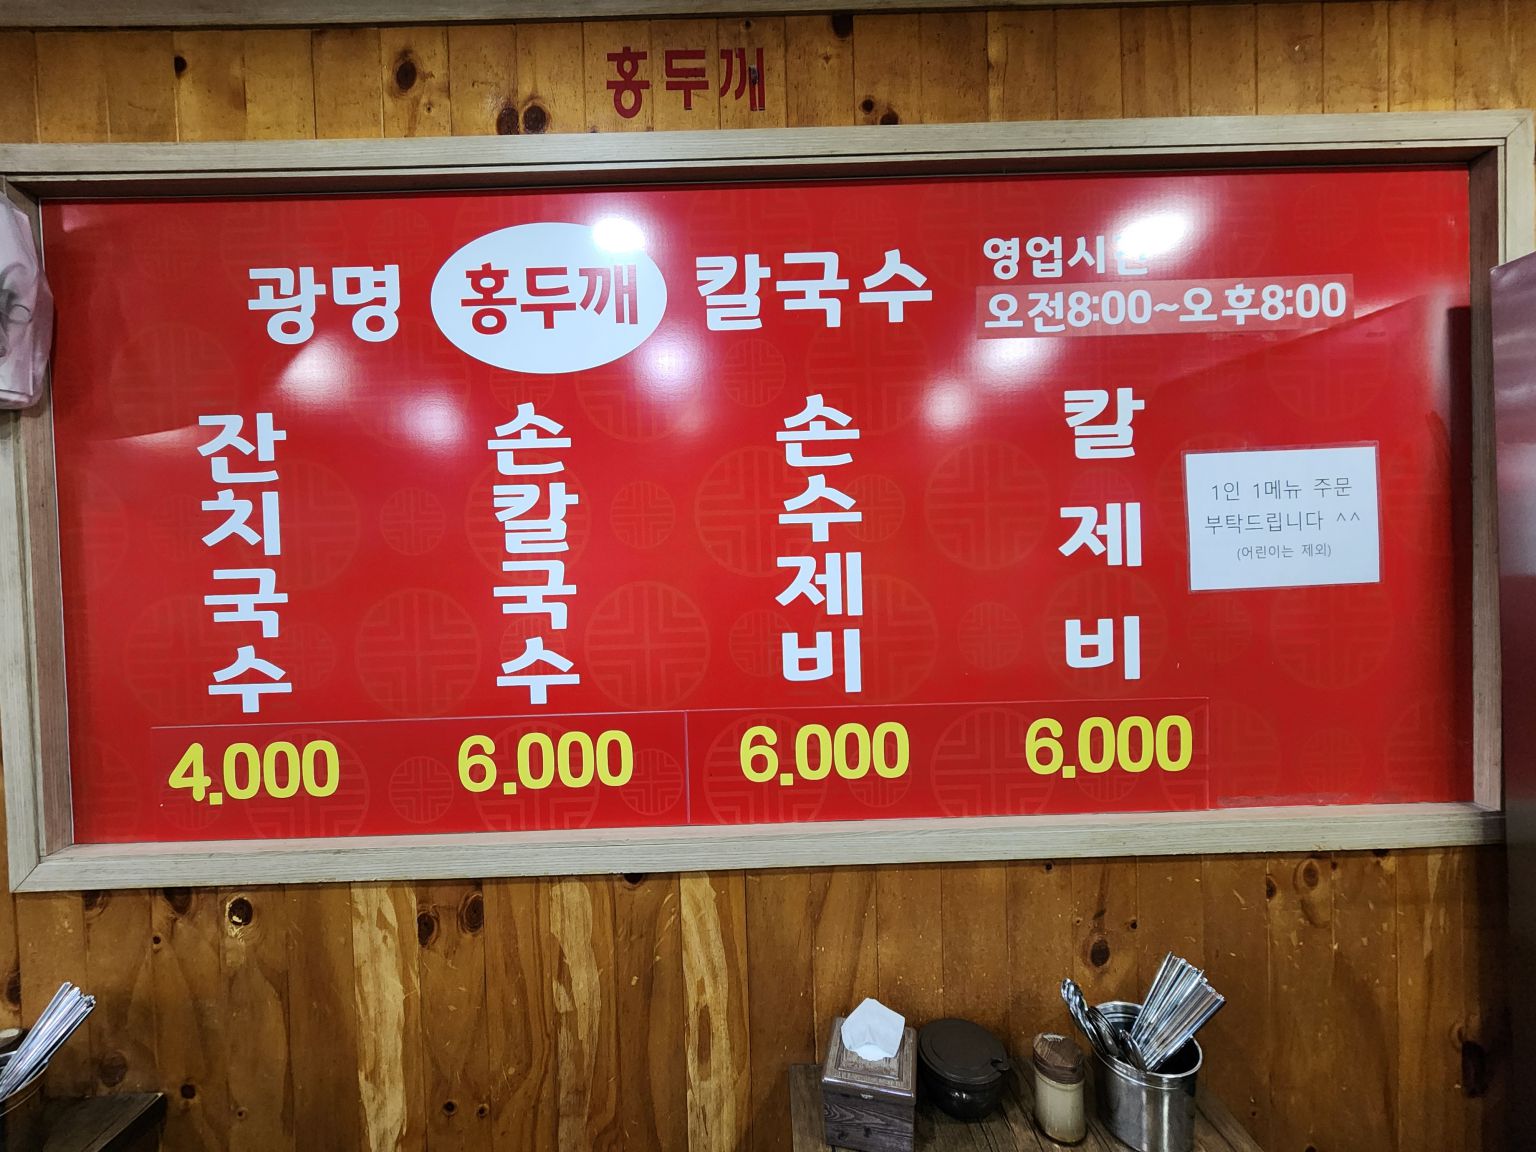 홍두깨
광명 홍두깨 칼국수
영업시간
오전8:00~오후8:00
잔치국수
손칼국수
손수제비
칼제비
1인 1메뉴 주문
부탁드립니다 ^^
(어린이는 제외)
4.000
6.000
6.000
6.000